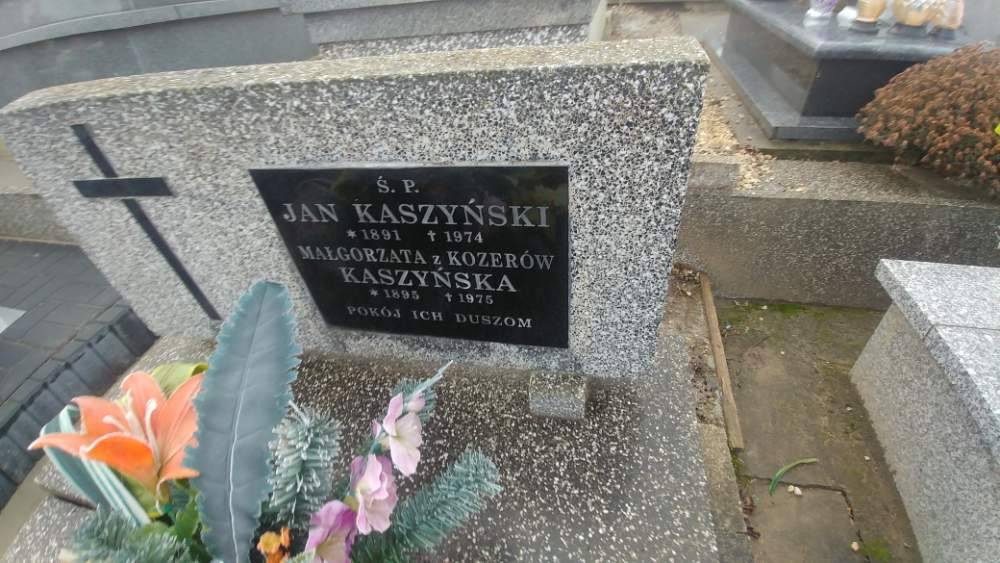 Ś. P.
JAN KASZYŃSKI
* 1891 † 1974
MAŁGORZATA z KOZERÓW
KASZYŃSKA
* 1895 † 1975
POKÓJ ICH DUSZOM